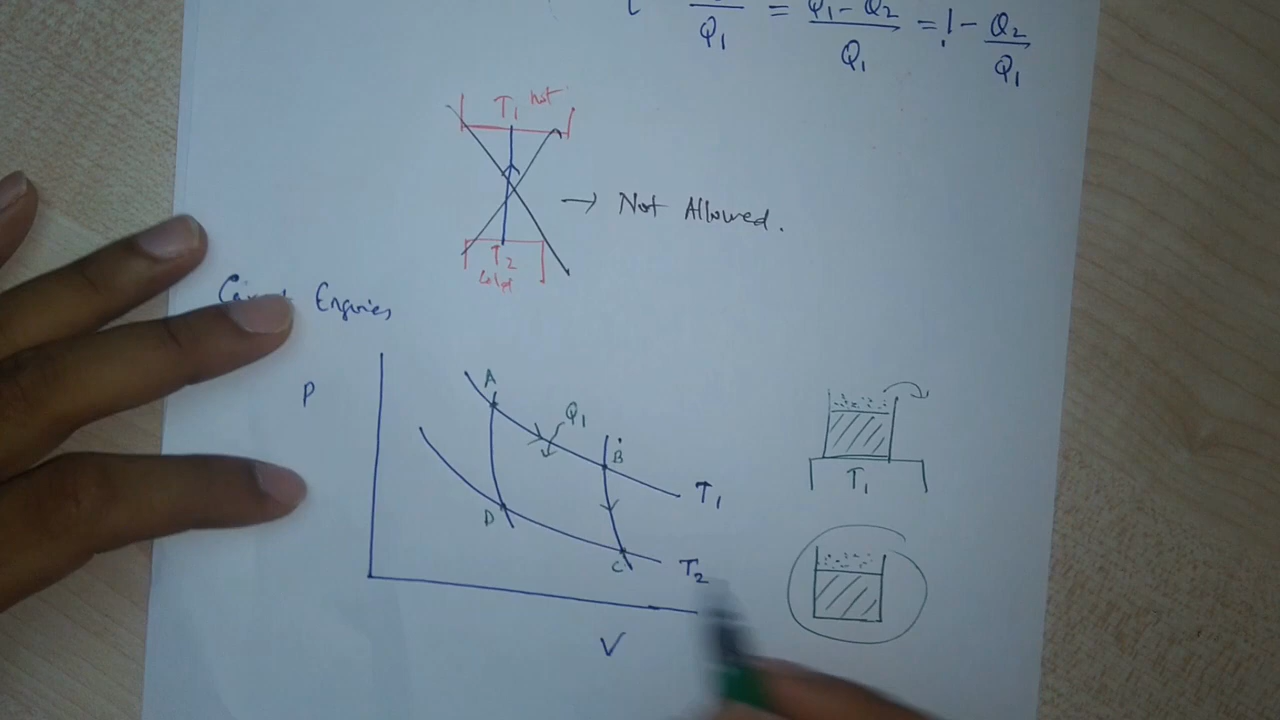 Q₁ = Q₁ - Q₂ / Q₁ = 1 - Q₂ / Q₁
T₁ hot
→ Not Allowed.
T₂
cold
Engines
P
A
Q₁
B
T₁
D
C
T₂
V
T₁